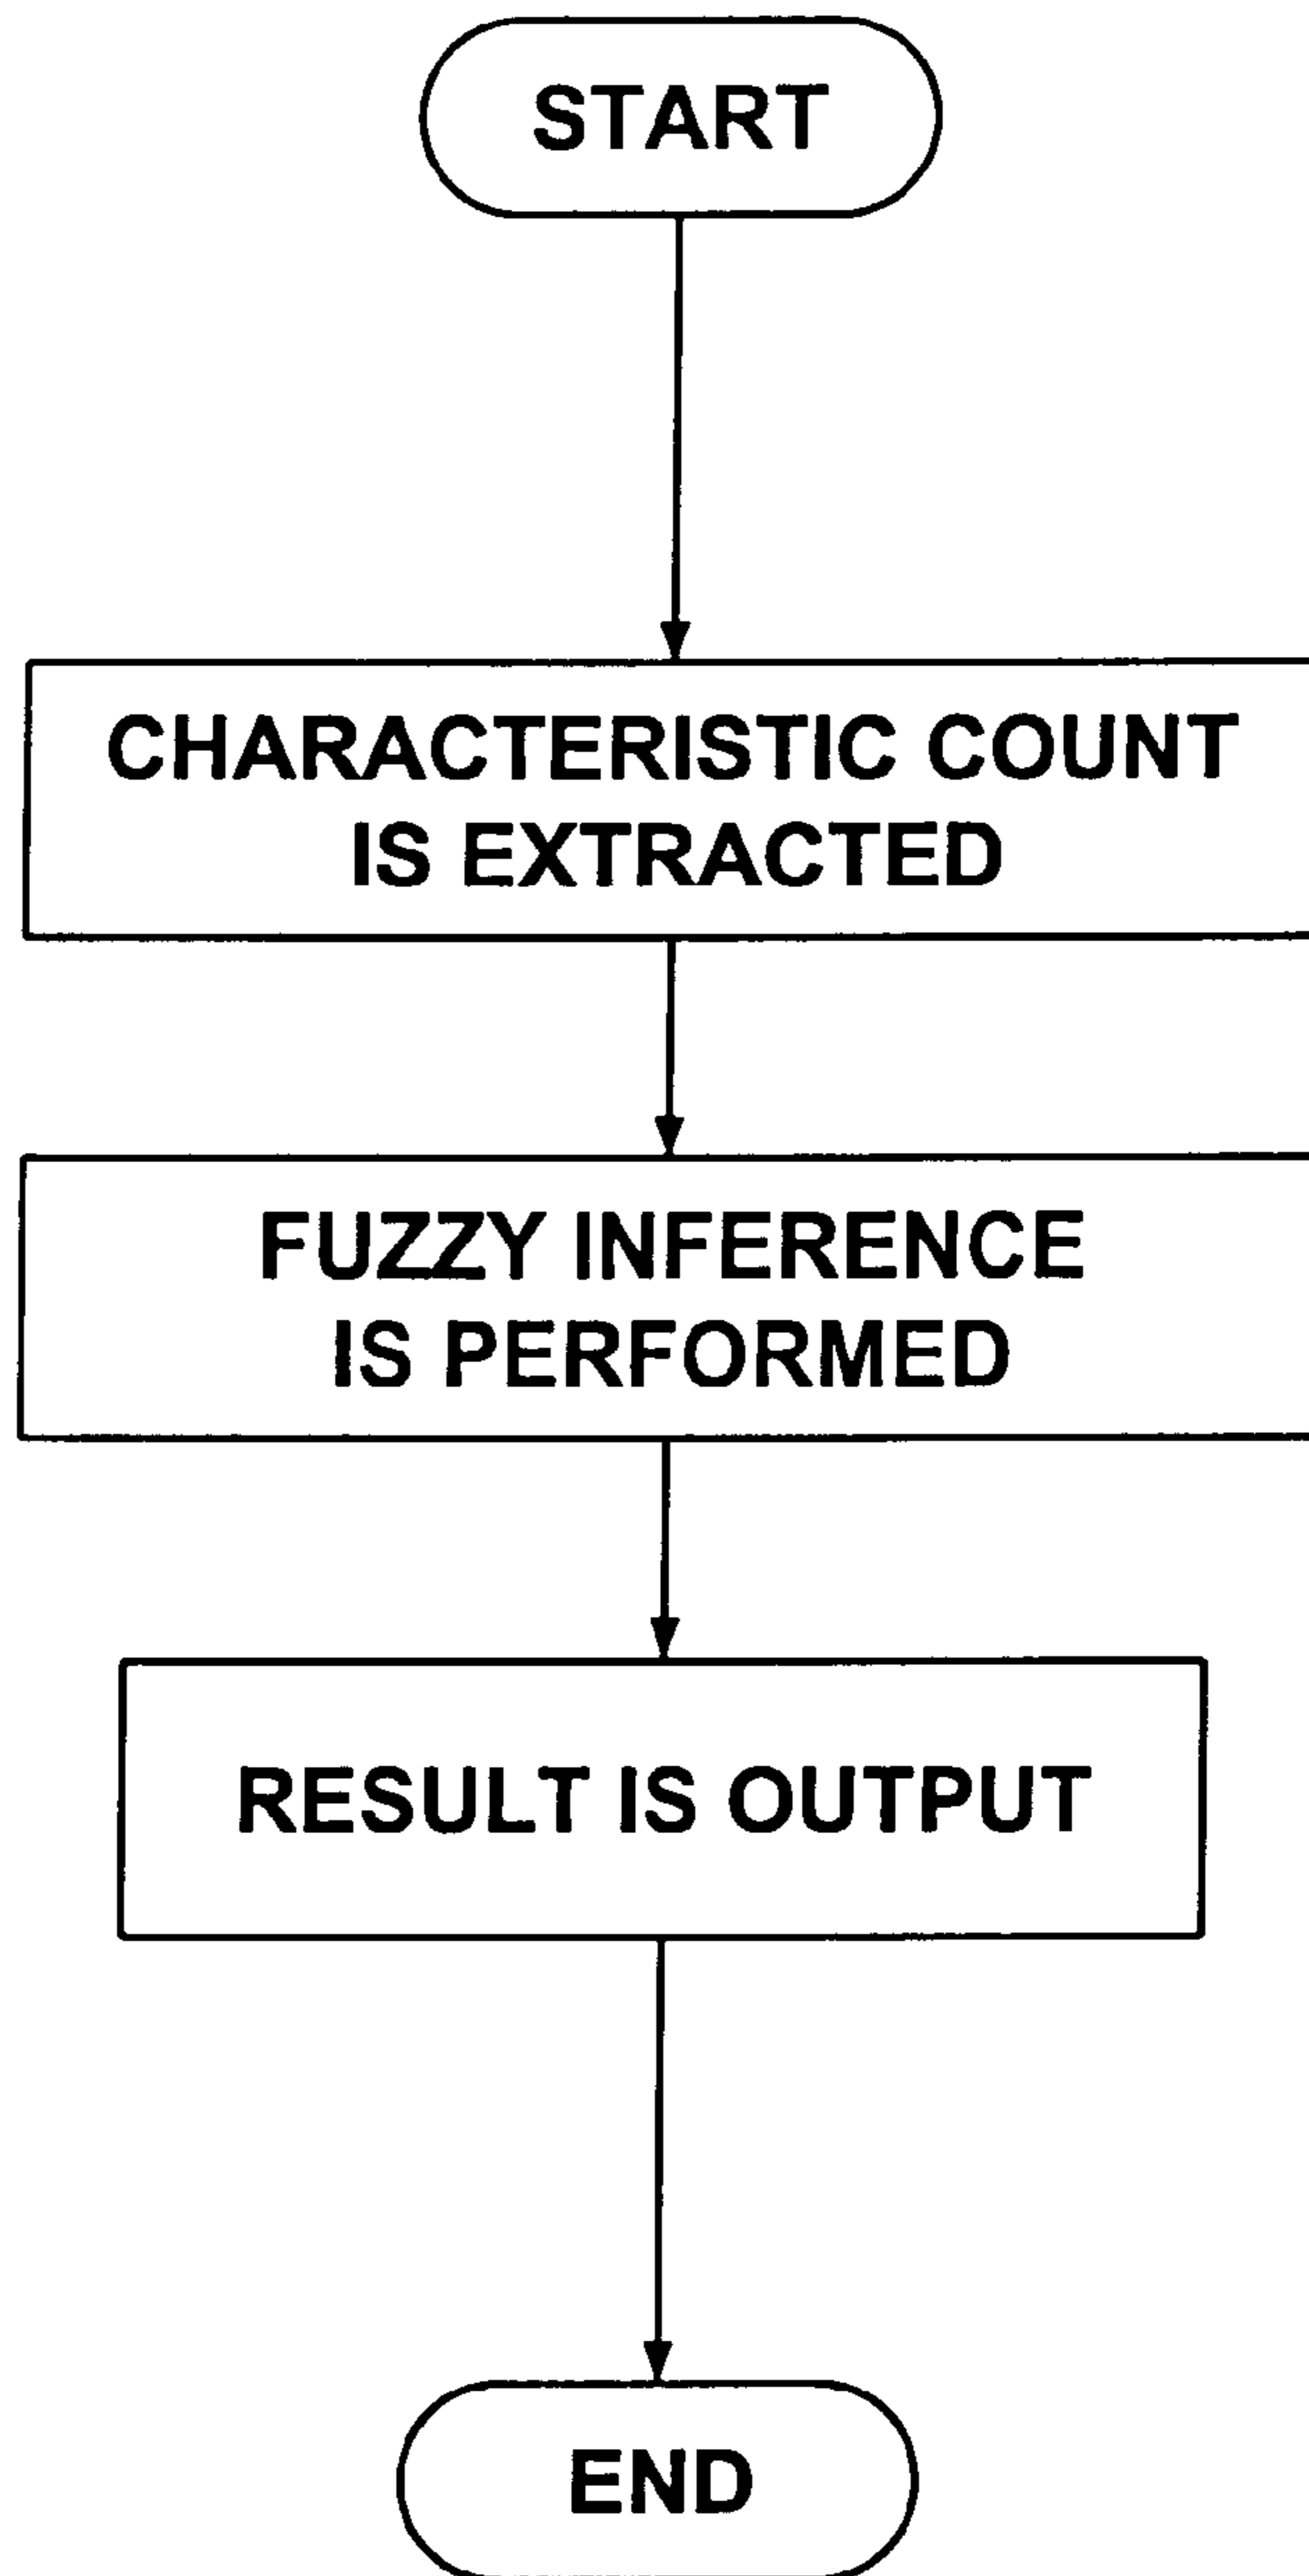 START
CHARACTERISTIC COUNT
IS EXTRACTED
FUZZY INFERENCE
IS PERFORMED
RESULT IS OUTPUT
END